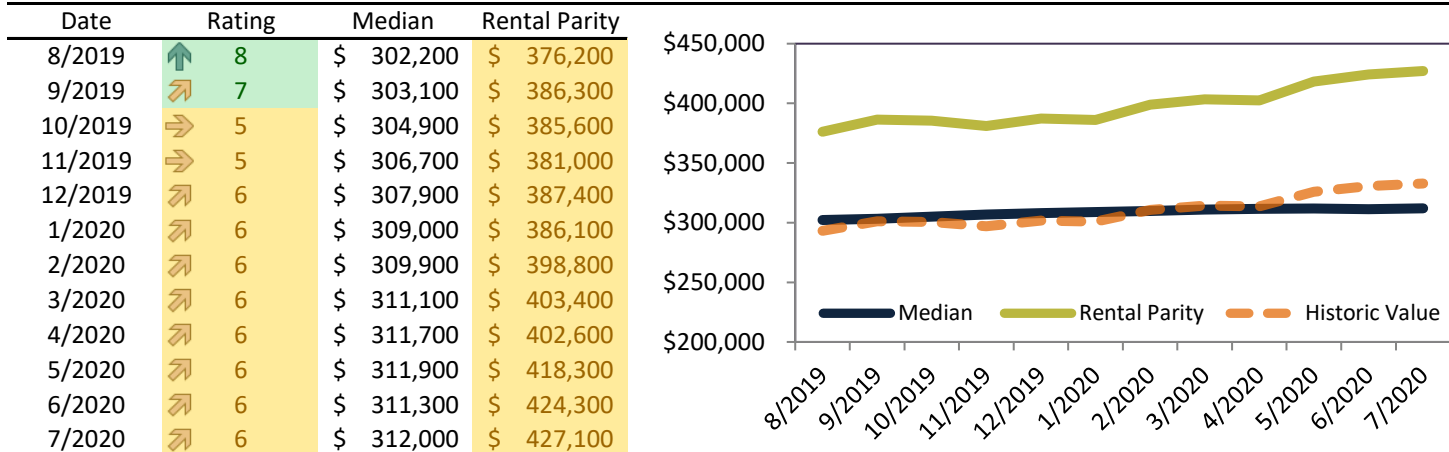 Date Rating Median Rental Parity
8/2019 8 $ 302,200 $ 376,200
9/2019 7 $ 303,100 $ 386,300
10/2019 5 $ 304,900 $ 385,600
11/2019 5 $ 306,700 $ 381,000
12/2019 6 $ 307,900 $ 387,400
1/2020 6 $ 309,000 $ 386,100
2/2020 6 $ 309,900 $ 398,800
3/2020 6 $ 311,100 $ 403,400
4/2020 6 $ 311,700 $ 402,600
5/2020 6 $ 311,900 $ 418,300
6/2020 6 $ 311,300 $ 424,300
7/2020 6 $ 312,000 $ 427,100
$450,000
$400,000
$350,000
$300,000
$250,000
$200,000
Median Rental Parity Historic Value
8/2019 9/2019 10/2019 11/2019 12/2019 1/2020 2/2020 3/2020 4/2020 5/2020 6/2020 7/2020